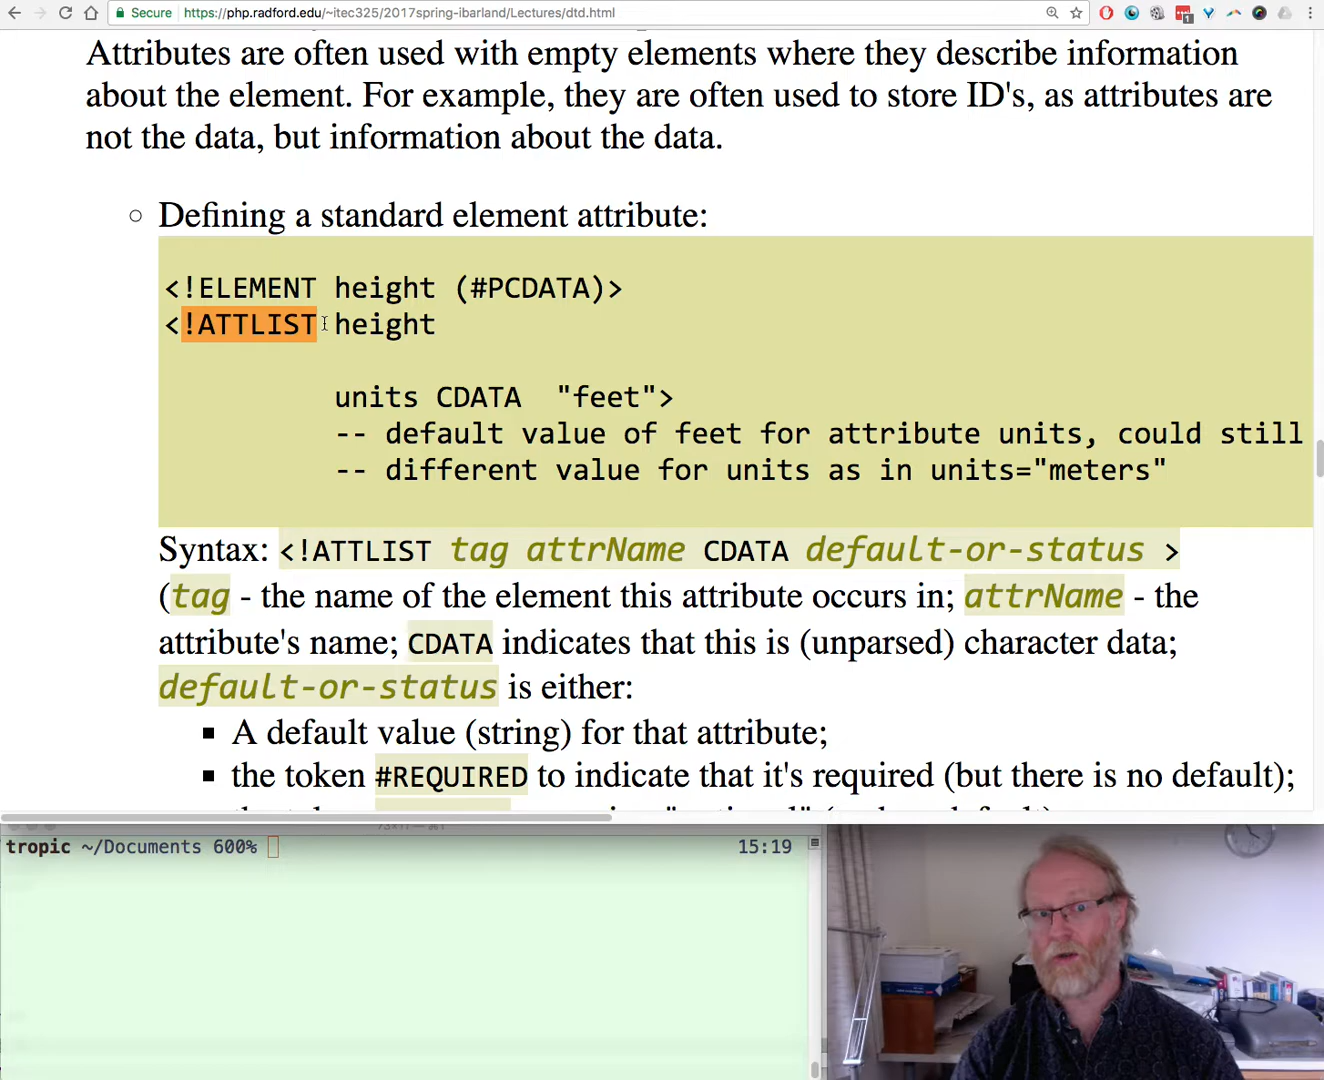 Secure https://php.radford.edu/~itec325/2017spring-ibarland/Lectures/dtd.html
1
Attributes are often used with empty elements where they describe information
about the element. For example, they are often used to store ID's, as attributes are
not the data, but information about the data.
Defining a standard element attribute:
<!ELEMENT height (#PCDATA)>
<!ATTLIST height
units CDATA "feet">
-- default value of feet for attribute units, could still
-- different value for units as in units="meters"
Syntax: <!ATTLIST tag attrName CDATA default-or-status >
(tag - the name of the element this attribute occurs in; attrName - the
attribute's name; CDATA indicates that this is (unparsed) character data;
default-or-status is either:
A default value (string) for that attribute;
the token #REQUIRED to indicate that it's required (but there is no default);
tropic ~/Documents 600% 15:19